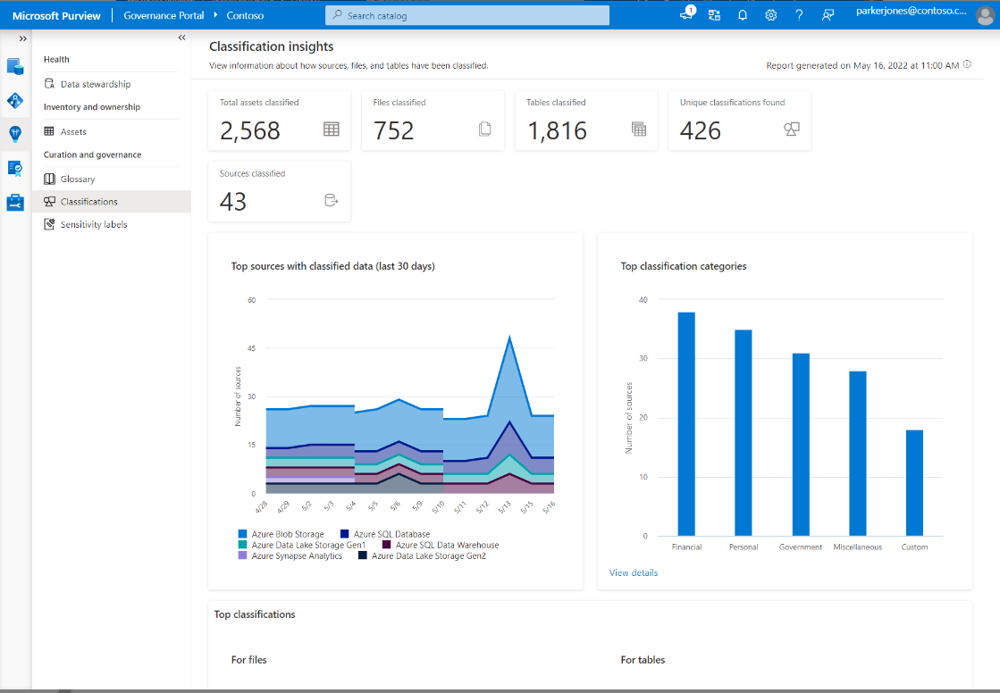 Microsoft Purview | Governance Portal Contoso Search catalog 1 parkerjones@contoso.c...
Classification insights
View information about how sources, files, and tables have been classified.
Report generated on May 16, 2022 at 11:00 AM
Health
Data stewardship
Inventory and ownership
Assets
Curation and governance
Glossary
Classifications
Sensitivity labels
Total assets classified
2,568
Files classified
752
Tables classified
1,816
Unique classifications found
426
Sources classified
43
Top sources with classified data (last 30 days)
Number of sources
60
45
30
15
0
4/28 4/29 5/2 5/3 5/4 5/5 5/6 5/9 5/10 5/11 5/12 5/13 5/15 5/16
Azure Blob Storage Azure SQL Database
Azure Data Lake Storage Gen1 Azure SQL Data Warehouse
Azure Synapse Analytics Azure Data Lake Storage Gen2
Top classification categories
Number of sources
40
30
20
10
0
Financial Personal Government Miscellaneous Custom
View details
Top classifications
For files
For tables